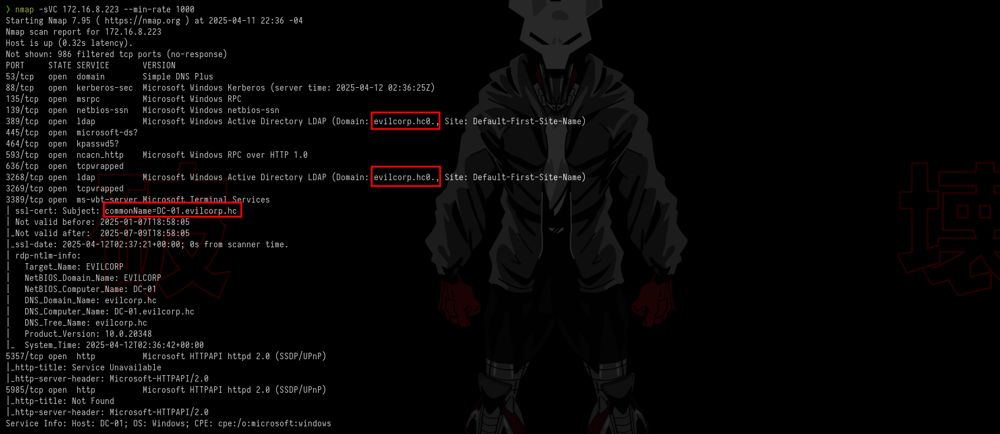 ❯ nmap -sVC 172.16.8.223 --min-rate 1000
Starting Nmap 7.95 ( https://nmap.org ) at 2025-04-11 22:36 -04
Nmap scan report for 172.16.8.223
Host is up (0.32s latency).
Not shown: 986 filtered tcp ports (no-response)
PORT     STATE SERVICE       VERSION
53/tcp   open  domain        Simple DNS Plus
88/tcp   open  kerberos-sec  Microsoft Windows Kerberos (server time: 2025-04-12 02:36:25Z)
135/tcp  open  msrpc         Microsoft Windows RPC
139/tcp  open  netbios-ssn   Microsoft Windows netbios-ssn
389/tcp  open  ldap          Microsoft Windows Active Directory LDAP (Domain: evilcorp.hc0., Site: Default-First-Site-Name)
445/tcp  open  microsoft-ds?
464/tcp  open  kpasswd5?
593/tcp  open  ncacn_http    Microsoft Windows RPC over HTTP 1.0
636/tcp  open  tcpwrapped
3268/tcp open  ldap          Microsoft Windows Active Directory LDAP (Domain: evilcorp.hc0., Site: Default-First-Site-Name)
3269/tcp open  tcpwrapped
3389/tcp open  ms-wbt-server Microsoft Terminal Services
| ssl-cert: Subject: commonName=DC-01.evilcorp.hc
| Not valid before: 2025-01-07T18:58:05
|_Not valid after:  2025-07-09T18:58:05
|_ssl-date: 2025-04-12T02:37:21+00:00; 0s from scanner time.
| rdp-ntlm-info:
|   Target_Name: EVILCORP
|   NetBIOS_Domain_Name: EVILCORP
|   NetBIOS_Computer_Name: DC-01
|   DNS_Domain_Name: evilcorp.hc
|   DNS_Computer_Name: DC-01.evilcorp.hc
|   DNS_Tree_Name: evilcorp.hc
|   Product_Version: 10.0.20348
|_  System_Time: 2025-04-12T02:36:42+00:00
5357/tcp open  http          Microsoft HTTPAPI httpd 2.0 (SSDP/UPnP)
|_http-title: Service Unavailable
|_http-server-header: Microsoft-HTTPAPI/2.0
5985/tcp open  http          Microsoft HTTPAPI httpd 2.0 (SSDP/UPnP)
|_http-title: Not Found
|_http-server-header: Microsoft-HTTPAPI/2.0
Service Info: Host: DC-01; OS: Windows; CPE: cpe:/o:microsoft:windows
破
壊